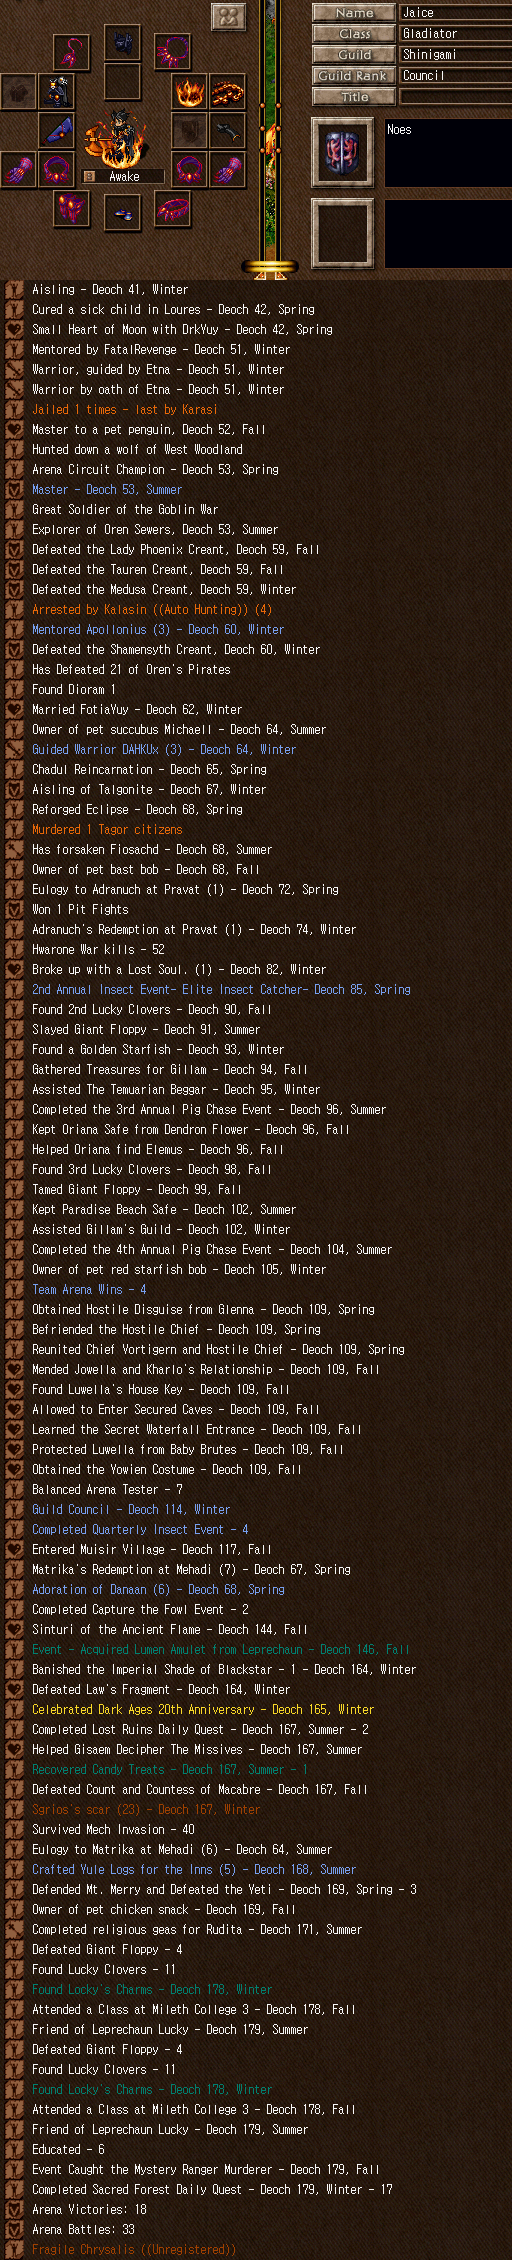 Name Jaice
Class Gladiator
Guild Shinigami
Guild Rank Council
Title
Noes
Awake
Aisling - Deoch 41, Winter
Cured a sick child in Loures - Deoch 42, Spring
Small Heart of Moon with DrkYuy - Deoch 42, Spring
Mentored by FatalRevenge - Deoch 51, Winter
Warrior, guided by Etna - Deoch 51, Winter
Warrior by oath of Etna - Deoch 51, Winter
Jailed 1 times - last by Karasi
Master to a pet penguin, Deoch 52, Fall
Hunted down a wolf of West Woodland
Arena Circuit Champion - Deoch 53, Spring
Master - Deoch 53, Summer
Great Soldier of the Goblin War
Explorer of Oren Sewers, Deoch 53, Summer
Defeated the Lady Phoenix Creant, Deoch 59, Fall
Defeated the Tauren Creant, Deoch 59, Fall
Defeated the Medusa Creant, Deoch 59, Winter
Arrested by Kalasin ((Auto Hunting)) (4)
Mentored Apollonius (3) - Deoch 60, Winter
Defeated the Shamensyth Creant, Deoch 60, Winter
Has Defeated 21 of Oren's Pirates
Found Dioram 1
Married FotiaYuy - Deoch 62, Winter
Owner of pet succubus Michaell - Deoch 64, Summer
Guided Warrior DAHKUx (3) - Deoch 64, Winter
Chadul Reincarnation - Deoch 65, Spring
Aisling of Talgonite - Deoch 67, Winter
Reforged Eclipse - Deoch 68, Spring
Murdered 1 Tagor citizens
Has forsaken Fiosachd - Deoch 68, Summer
Owner of pet bast bob - Deoch 68, Fall
Eulogy to Adranuch at Pravat (1) - Deoch 72, Spring
Won 1 Pit Fights
Adranuch's Redemption at Pravat (1) - Deoch 74, Winter
Hwarone War kills - 52
Broke up with a Lost Soul. (1) - Deoch 82, Winter
2nd Annual Insect Event- Elite Insect Catcher- Deoch 85, Spring
Found 2nd Lucky Clovers - Deoch 90, Fall
Slayed Giant Floppy - Deoch 91, Summer
Found a Golden Starfish - Deoch 93, Winter
Gathered Treasures for Gillam - Deoch 94, Fall
Assisted The Temuarian Beggar - Deoch 95, Winter
Completed the 3rd Annual Pig Chase Event - Deoch 96, Summer
Kept Oriana Safe from Dendron Flower - Deoch 96, Fall
Helped Oriana find Elemus - Deoch 96, Fall
Found 3rd Lucky Clovers - Deoch 98, Fall
Tamed Giant Floppy - Deoch 99, Fall
Kept Paradise Beach Safe - Deoch 102, Summer
Assisted Gillam's Guild - Deoch 102, Winter
Completed the 4th Annual Pig Chase Event - Deoch 104, Summer
Owner of pet red starfish bob - Deoch 105, Winter
Team Arena Wins - 4
Obtained Hostile Disguise from Glenna - Deoch 109, Spring
Befriended the Hostile Chief - Deoch 109, Spring
Reunited Chief Vortigern and Hostile Chief - Deoch 109, Spring
Mended Jowella and Kharlo's Relationship - Deoch 109, Fall
Found Luwella's House Key - Deoch 109, Fall
Allowed to Enter Secured Caves - Deoch 109, Fall
Learned the Secret Waterfall Entrance - Deoch 109, Fall
Protected Luwella from Baby Brutes - Deoch 109, Fall
Obtained the Yowien Costume - Deoch 109, Fall
Balanced Arena Tester - 7
Guild Council - Deoch 114, Winter
Completed Quarterly Insect Event - 4
Entered Muisir Village - Deoch 117, Fall
Matrika's Redemption at Mehadi (7) - Deoch 67, Spring
Adoration of Danaan (6) - Deoch 68, Spring
Completed Capture the Fowl Event - 2
Sinturi of the Ancient Flame - Deoch 144, Fall
Event - Acquired Lumen Amulet from Leprechaun - Deoch 146, Fall
Banished the Imperial Shade of Blackstar - 1 - Deoch 164, Winter
Defeated Law's Fragment - Deoch 164, Winter
Celebrated Dark Ages 20th Anniversary - Deoch 165, Winter
Completed Lost Ruins Daily Quest - Deoch 167, Summer - 2
Helped Gisaem Decipher The Missives - Deoch 167, Summer
Recovered Candy Treats - Deoch 167, Summer - 1
Defeated Count and Countess of Macabre - Deoch 167, Fall
Sgrios's scar (23) - Deoch 167, Winter
Survived Mech Invasion - 40
Eulogy to Matrika at Mehadi (6) - Deoch 64, Summer
Crafted Yule Logs for the Inns (5) - Deoch 168, Summer
Defended Mt. Merry and Defeated the Yeti - Deoch 169, Spring - 3
Owner of pet chicken snack - Deoch 169, Fall
Completed religious geas for Rudita - Deoch 171, Summer
Defeated Giant Floppy - 4
Found Lucky Clovers - 11
Found Locky's Charms - Deoch 178, Winter
Attended a Class at Mileth College 3 - Deoch 178, Fall
Friend of Leprechaun Lucky - Deoch 179, Summer
Defeated Giant Floppy - 4
Found Lucky Clovers - 11
Found Locky's Charms - Deoch 178, Winter
Attended a Class at Mileth College 3 - Deoch 178, Fall
Friend of Leprechaun Lucky - Deoch 179, Summer
Educated - 6
Event Caught the Mystery Ranger Murderer - Deoch 179, Fall
Completed Sacred Forest Daily Quest - Deoch 179, Winter - 17
Arena Victories: 18
Arena Battles: 33
Fragile Chrysalis ((Unregistered))